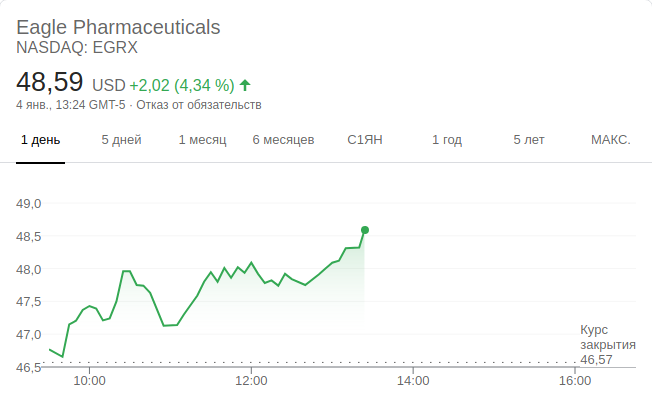 Eagle Pharmaceuticals
NASDAQ: EGRX
48,59 USD +2,02 (4,34 %)
4 янв., 13:24 GMT-5 · Отказ от обязательств
1 день 5 дней 1 месяц 6 месяцев С1ЯН 1 год 5 лет МАКС.
49,0
48,5
48,0
47,5
47,0
46,5
Курс
закрытия
46,57
10:00 12:00 14:00 16:00